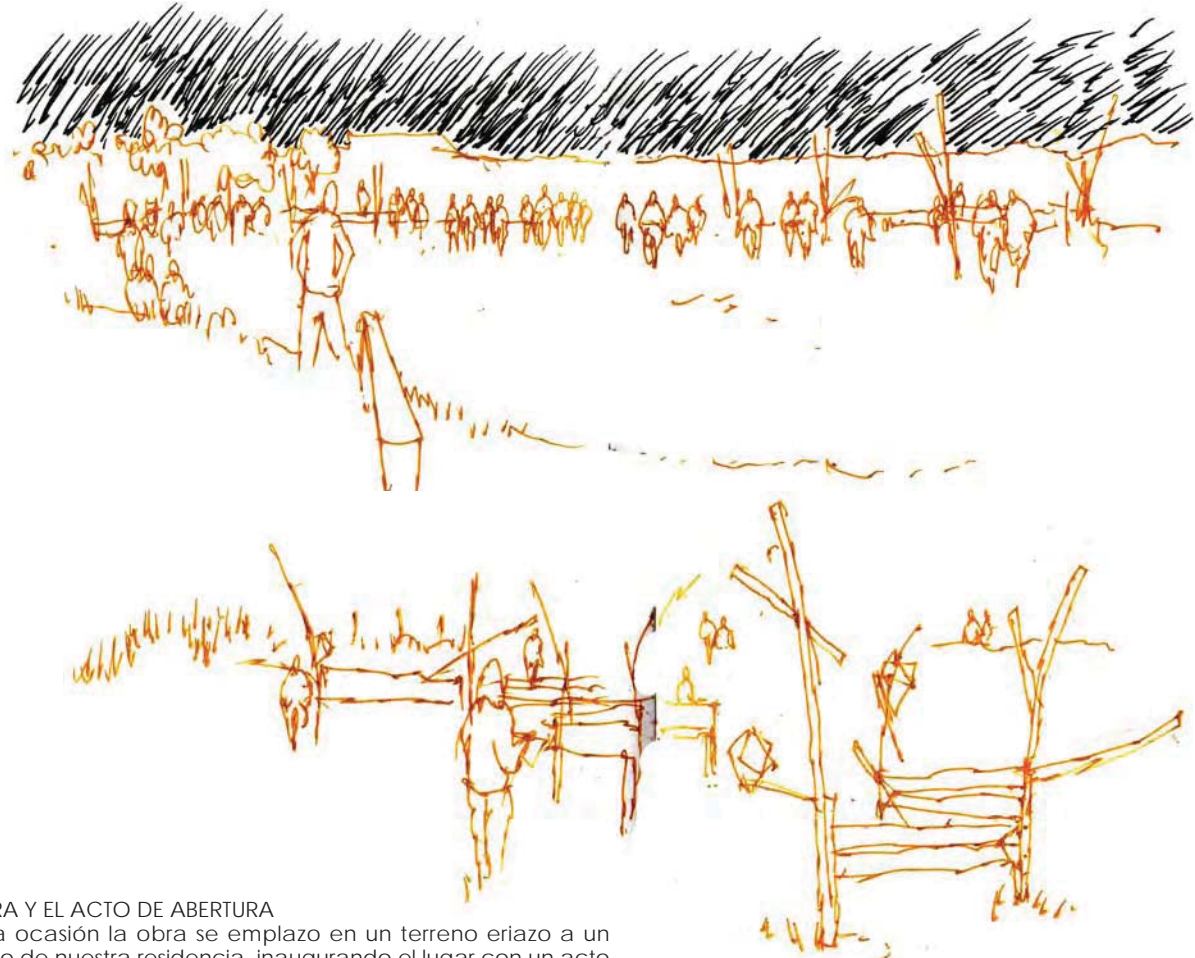 RA Y EL ACTO DE ABERTURA
a ocasión la obra se emplazo en un terreno eriazo a un
o de nuestra residencia, inaugurando el lugar con un acto